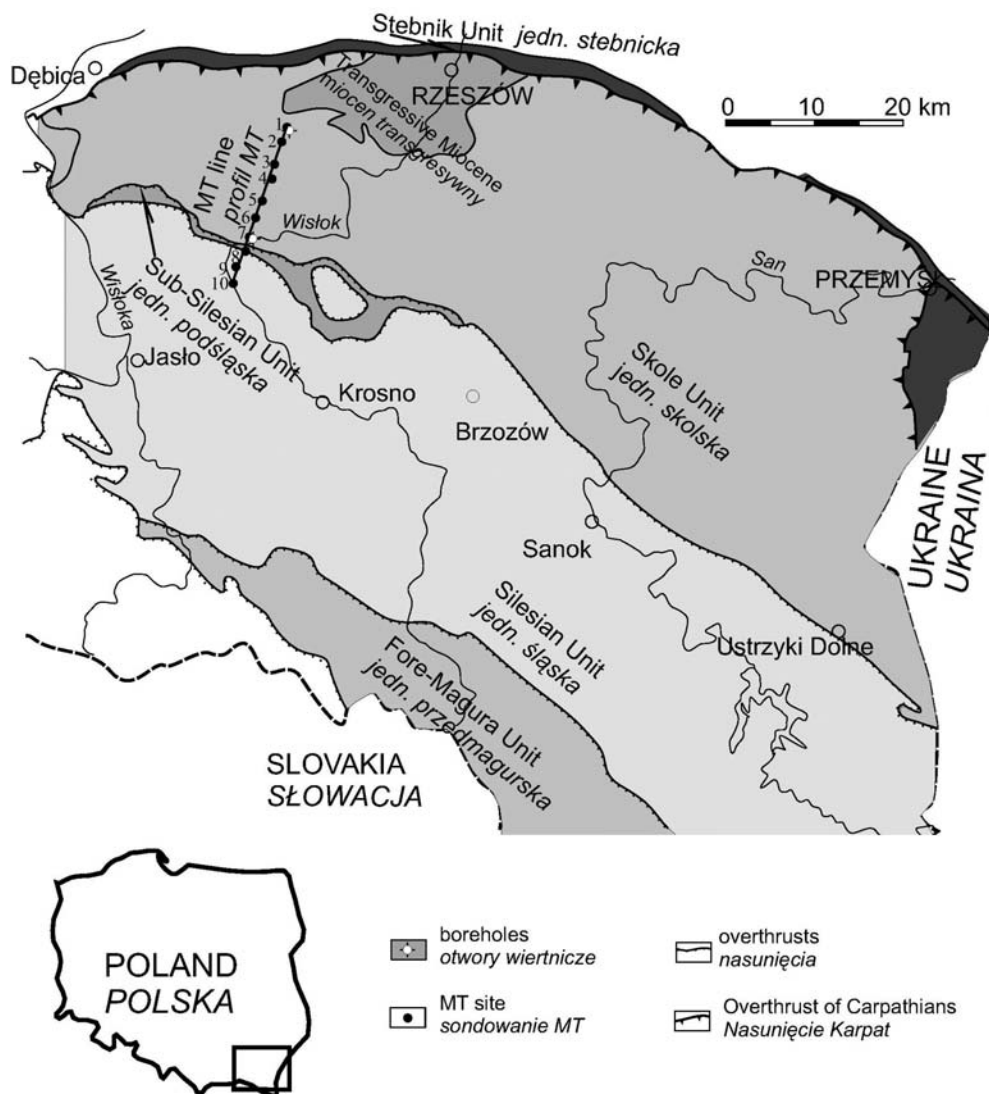 Stebnik Unit jedn. stebnicka
Dębica
RZESZÓW
Transgressive Miocene
miocen transgresywny
0 10 20 km
MT line
profil MT
1
2
3
4
5
6
7
8
9
10
Wisłok
San
PRZEMYŚL
Wisłoka
Sub-Silesian Unit
jedn. podśląska
Jasło
Krosno
Brzozów
Skole Unit
jedn. skolska
UKRAINE
UKRAINA
Sanok
Silesian Unit
jedn. śląska
Ustrzyki Dolne
Fore-Magura Unit
jedn. przedmagurska
SLOVAKIA
SŁOWACJA
POLAND
POLSKA
boreholes
otwory wiertnicze
overthrusts
nasunięcia
MT site
sondowanie MT
Overthrust of Carpathians
Nasunięcie Karpat